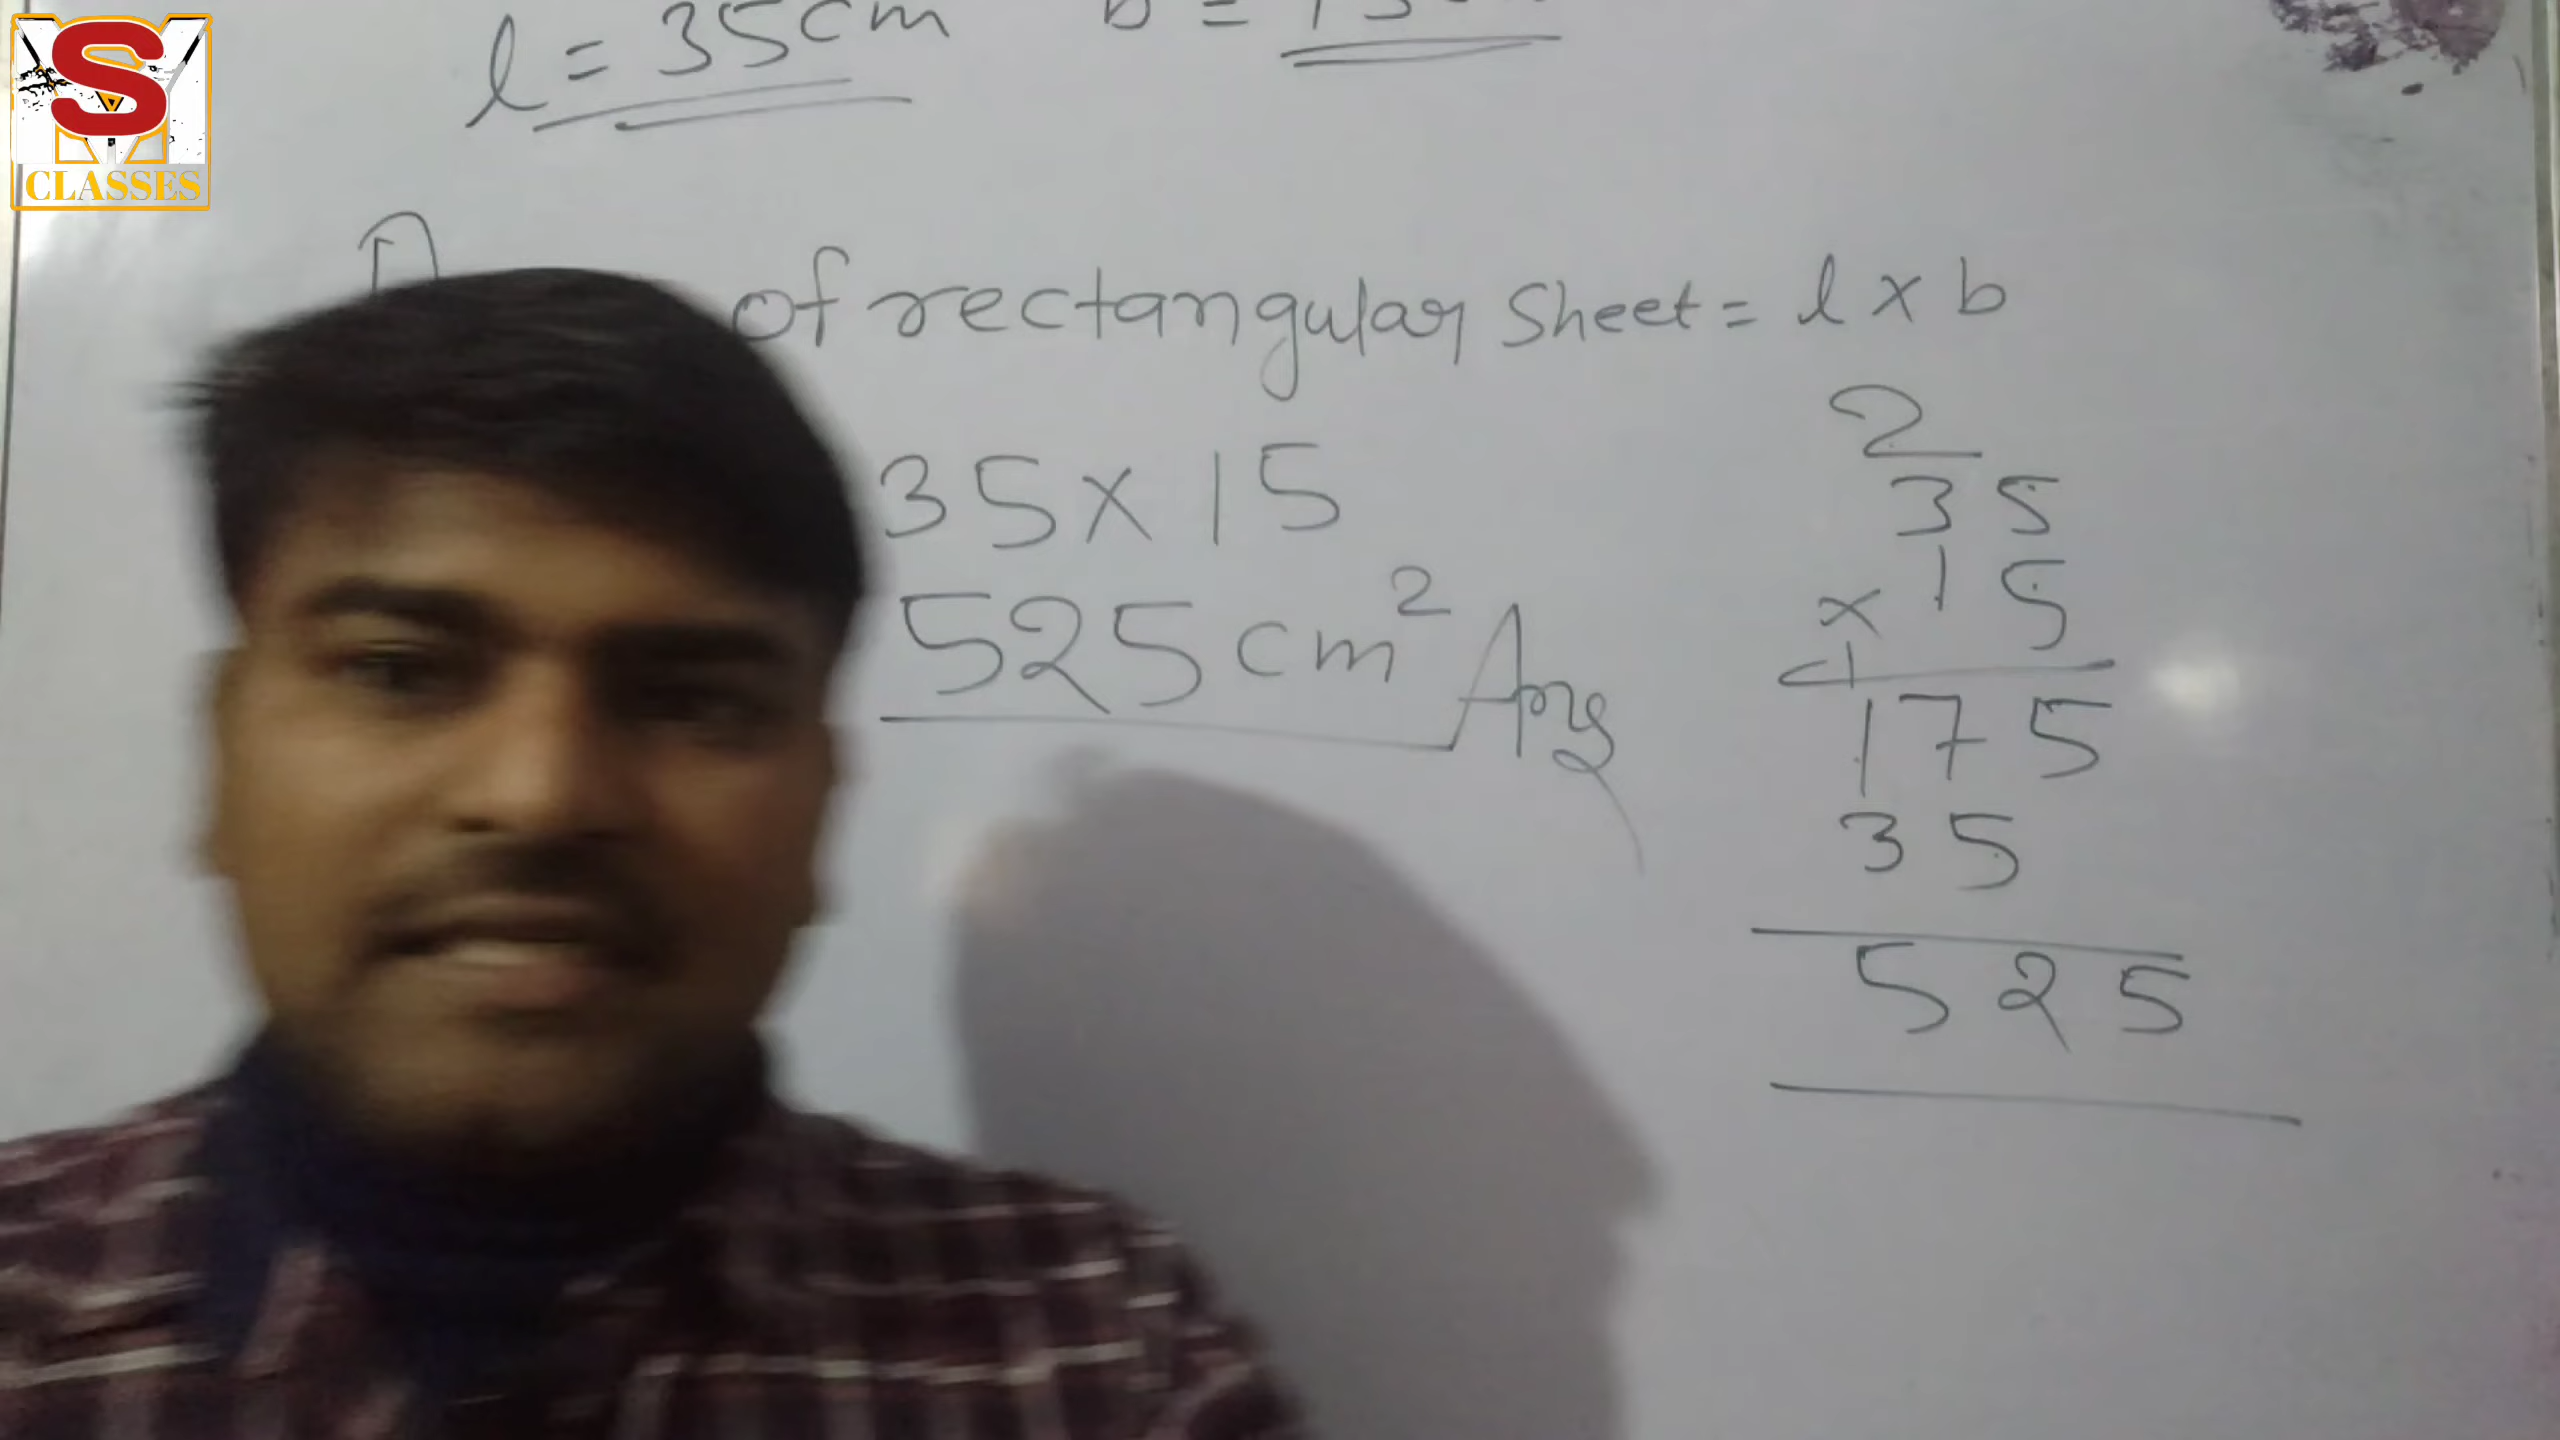 S
CLASSES
l = 35cm b =
of rectangular Sheet = l x b
35 x 15
525 cm² Ans
2
35
x 15
175
35
525